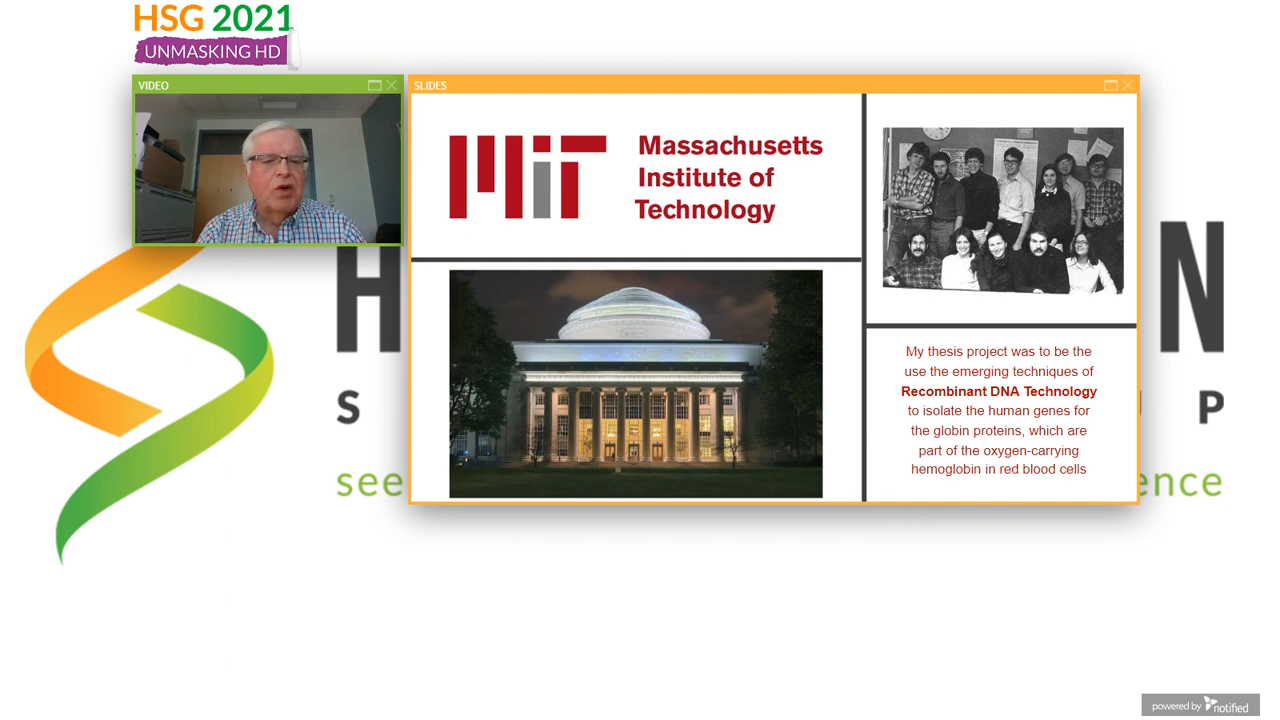 HSG 2021
UNMASKING HD
VIDEO
SLIDES
MiT
Massachusetts
Institute of
Technology
My thesis project was to be the
use the emerging techniques of
Recombinant DNA Technology
to isolate the human genes for
the globin proteins, which are
part of the oxygen-carrying
hemoglobin in red blood cells
H
N
S
P
see
ence
powered by notified